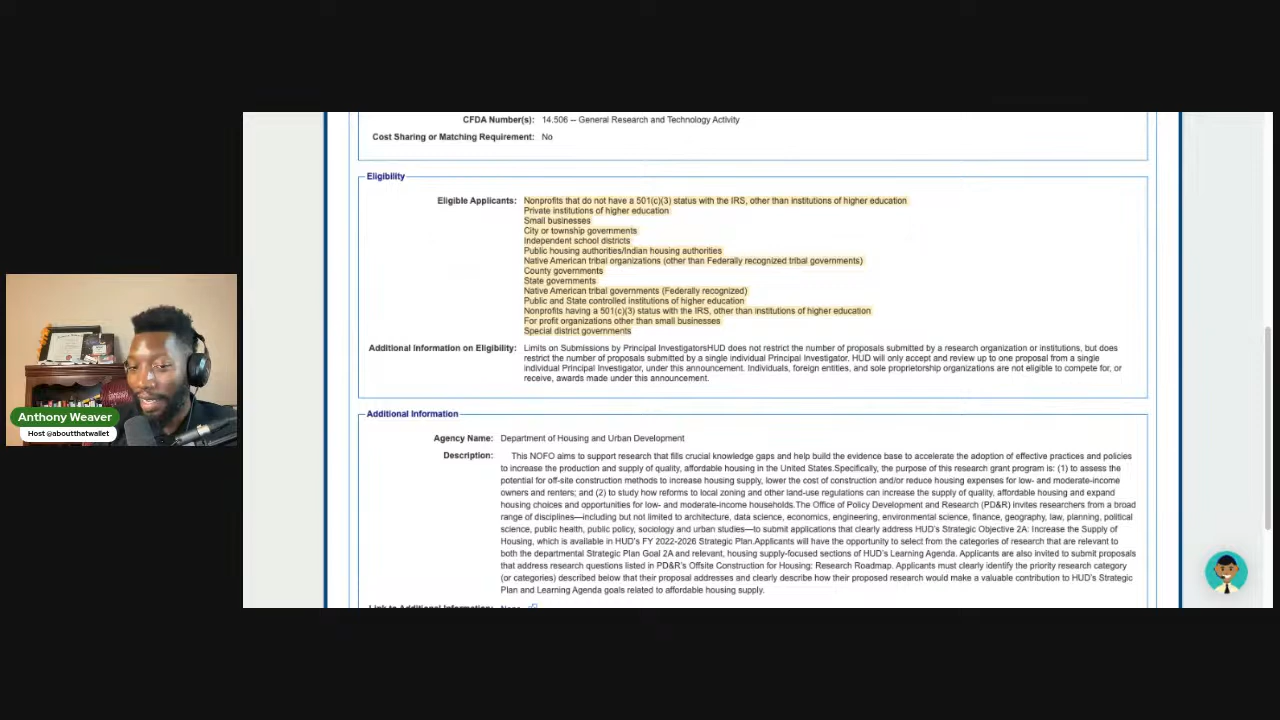 CFDA Number(s): 14.506 -- General Research and Technology Activity
Cost Sharing or Matching Requirement: No
Eligibility
Eligible Applicants: Nonprofits that do not have a 501(c)(3) status with the IRS, other than institutions of higher education
Private institutions of higher education
Small businesses
City or township governments
Independent school districts
Public housing authorities/Indian housing authorities
Native American tribal organizations (other than Federally recognized tribal governments)
County governments
State governments
Native American tribal governments (Federally recognized)
Public and State controlled institutions of higher education
Nonprofits having a 501(c)(3) status with the IRS, other than institutions of higher education
For profit organizations other than small businesses
Special district governments
Additional Information on Eligibility: Limits on Submissions by Principal InvestigatorsHUD does not restrict the number of proposals submitted by a research organization or institutions, but does
restrict the number of proposals submitted by a single individual Principal Investigator. HUD will only accept and review up to one proposal from a single
individual Principal Investigator, under this announcement. Individuals, foreign entities, and sole proprietorship organizations are not eligible to compete for, or
receive, awards made under this announcement.
Additional Information
Agency Name: Department of Housing and Urban Development
Description: This NOFO aims to support research that fills crucial knowledge gaps and help build the evidence base to accelerate the adoption of effective practices and policies
to increase the production and supply of quality, affordable housing in the United States.Specifically, the purpose of this research grant program is: (1) to assess the
potential for off-site construction methods to increase housing supply, lower the cost of construction and/or reduce housing expenses for low- and moderate-income
owners and renters; and (2) to study how reforms to local zoning and other land-use regulations can increase the supply of quality, affordable housing and expand
housing choices and opportunities for low- and moderate-income households.The Office of Policy Development and Research (PD&R) invites researchers from a broad
range of disciplines—including but not limited to architecture, data science, economics, engineering, environmental science, finance, geography, law, planning, political
science, public health, public policy, sociology and urban studies—to submit applications that clearly address HUD's Strategic Objective 2A: Increase the Supply of
Housing, which is available in HUD's FY 2022-2026 Strategic Plan.Applicants will have the opportunity to select from the categories of research that are relevant to
both the departmental Strategic Plan Goal 2A and relevant, housing supply-focused sections of HUD's Learning Agenda. Applicants are also invited to submit proposals
that address research questions listed in PD&R's Offsite Construction for Housing: Research Roadmap. Applicants must clearly identify the priority research category
(or categories) described below that their proposal addresses and clearly describe how their proposed research would make a valuable contribution to HUD's Strategic
Plan and Learning Agenda goals related to affordable housing supply.
Link to Additional Information: None
Anthony Weaver
Host @aboutthatwallet